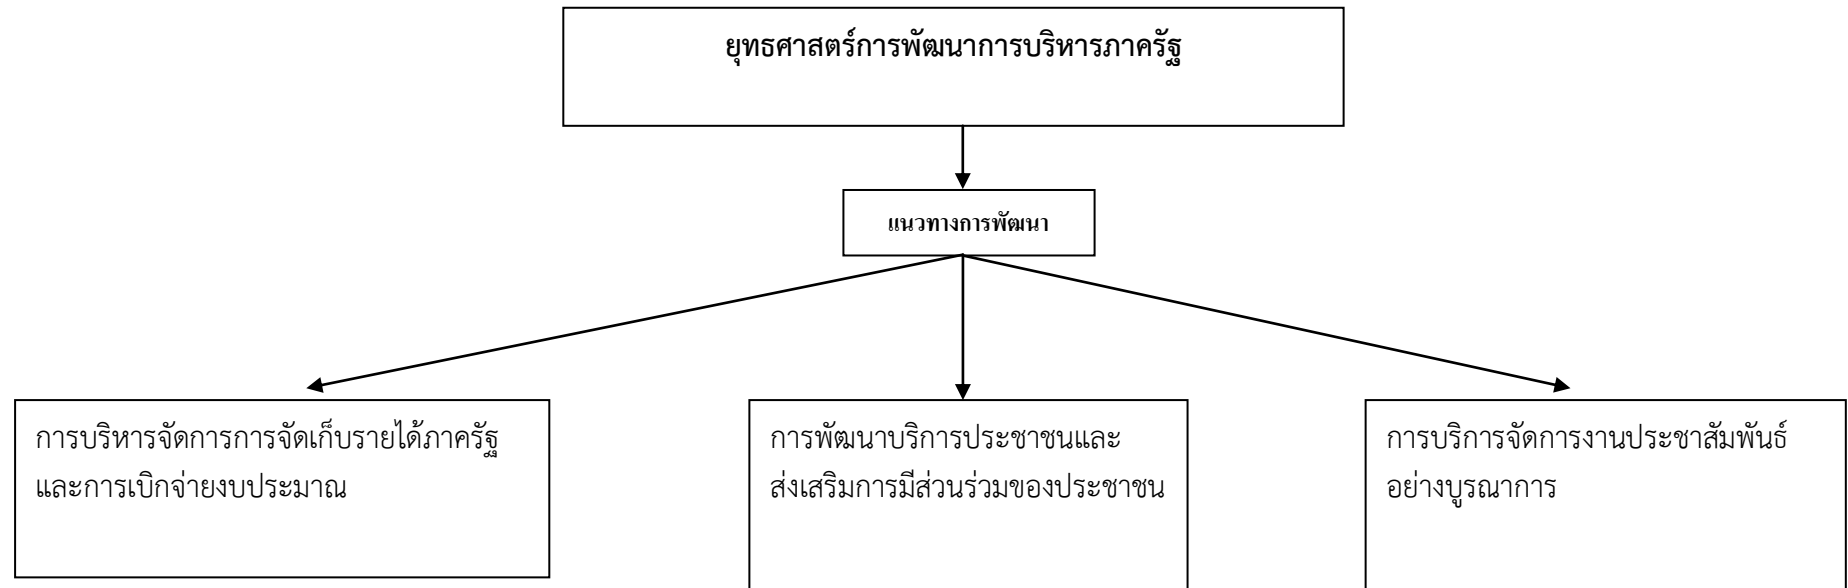 ยุทธศาสตร์การพัฒนาการบริหารภาครัฐ
แนวทางการพัฒนา
การบริหารจัดการการจัดเก็บรายได้ภาครัฐ
และการเบิกจ่ายงบประมาณ
การพัฒนาบริการประชาชนและ
ส่งเสริมการมีส่วนร่วมของประชาชน
การบริการจัดการงานประชาสัมพันธ์
อย่างบูรณาการ